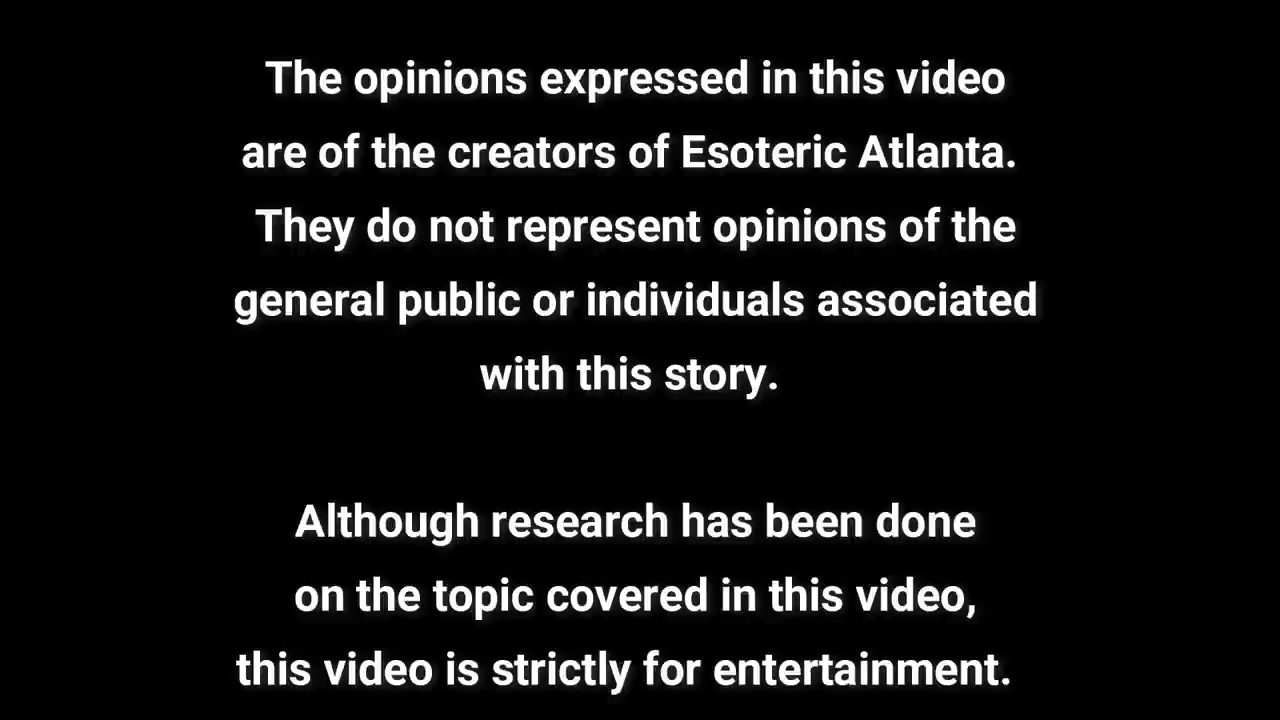 The opinions expressed in this video
are of the creators of Esoteric Atlanta.
They do not represent opinions of the
general public or individuals associated
with this story.
Although research has been done
on the topic covered in this video,
this video is strictly for entertainment.